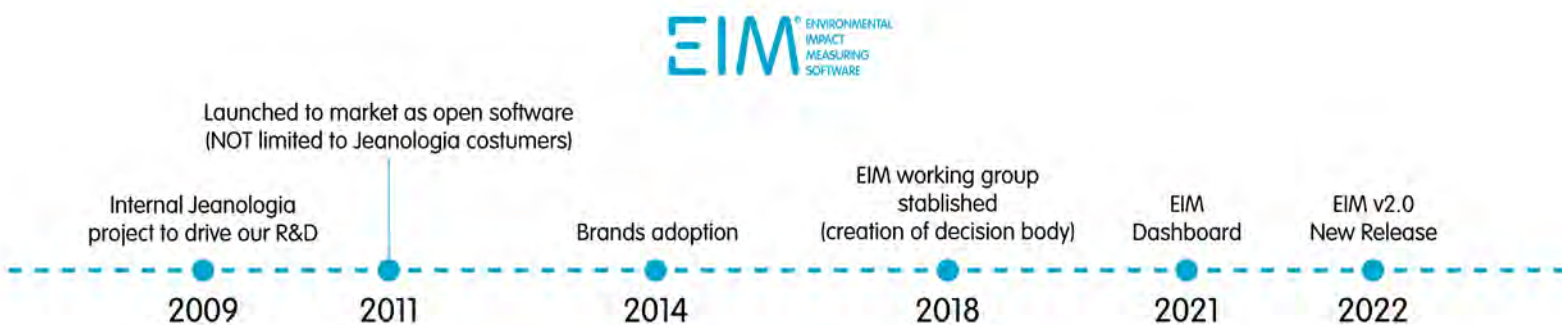 EIM® ENVIRONMENTAL
IMPACT
MEASURING
SOFTWARE
Launched to market as open software
(NOT limited to Jeanologia costumers)
Internal Jeanologia
project to drive our R&D
Brands adoption
EIM working group
stablished
(creation of decision body)
EIM
Dashboard
EIM v2.0
New Release
2009
2011
2014
2018
2021
2022